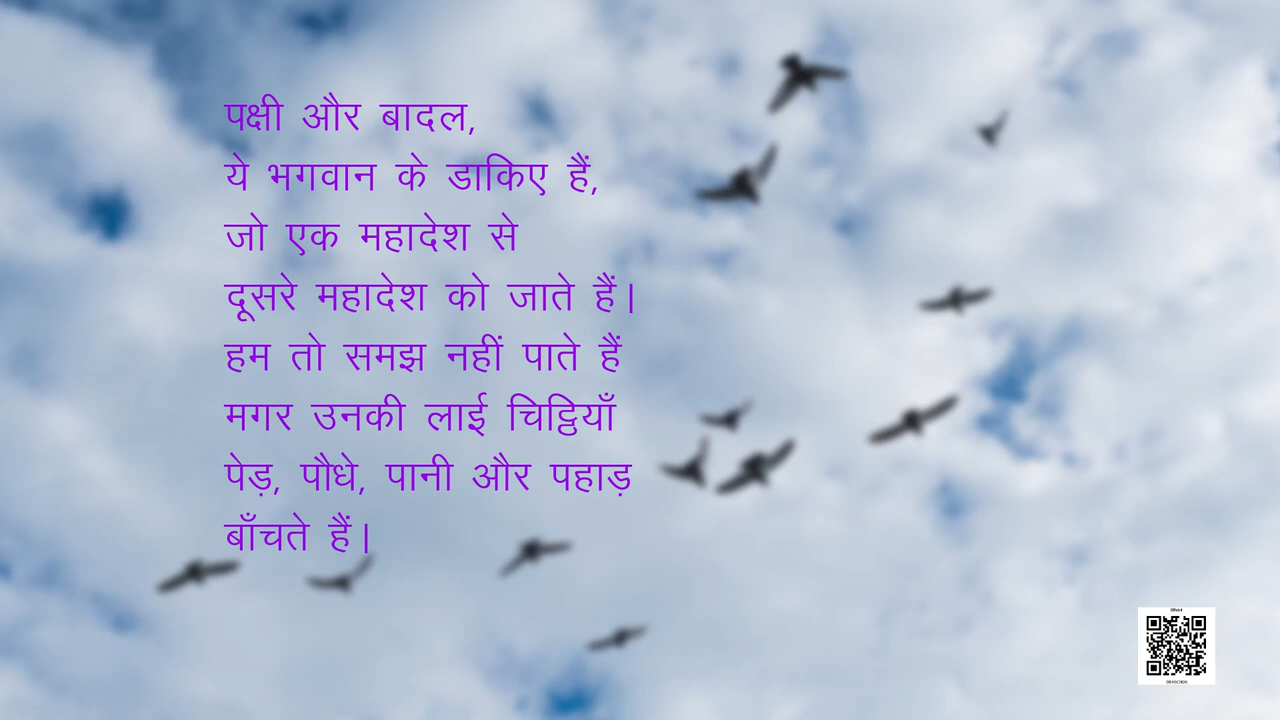 पक्षी और बादल,
ये भगवान के डाकिए हैं,
जो एक महादेश से
दूसरे महादेश को जाते हैं।
हम तो समझ नहीं पाते हैं
मगर उनकी लाई चिट्ठियाँ
पेड़, पौधे, पानी और पहाड़
बाँचते हैं।